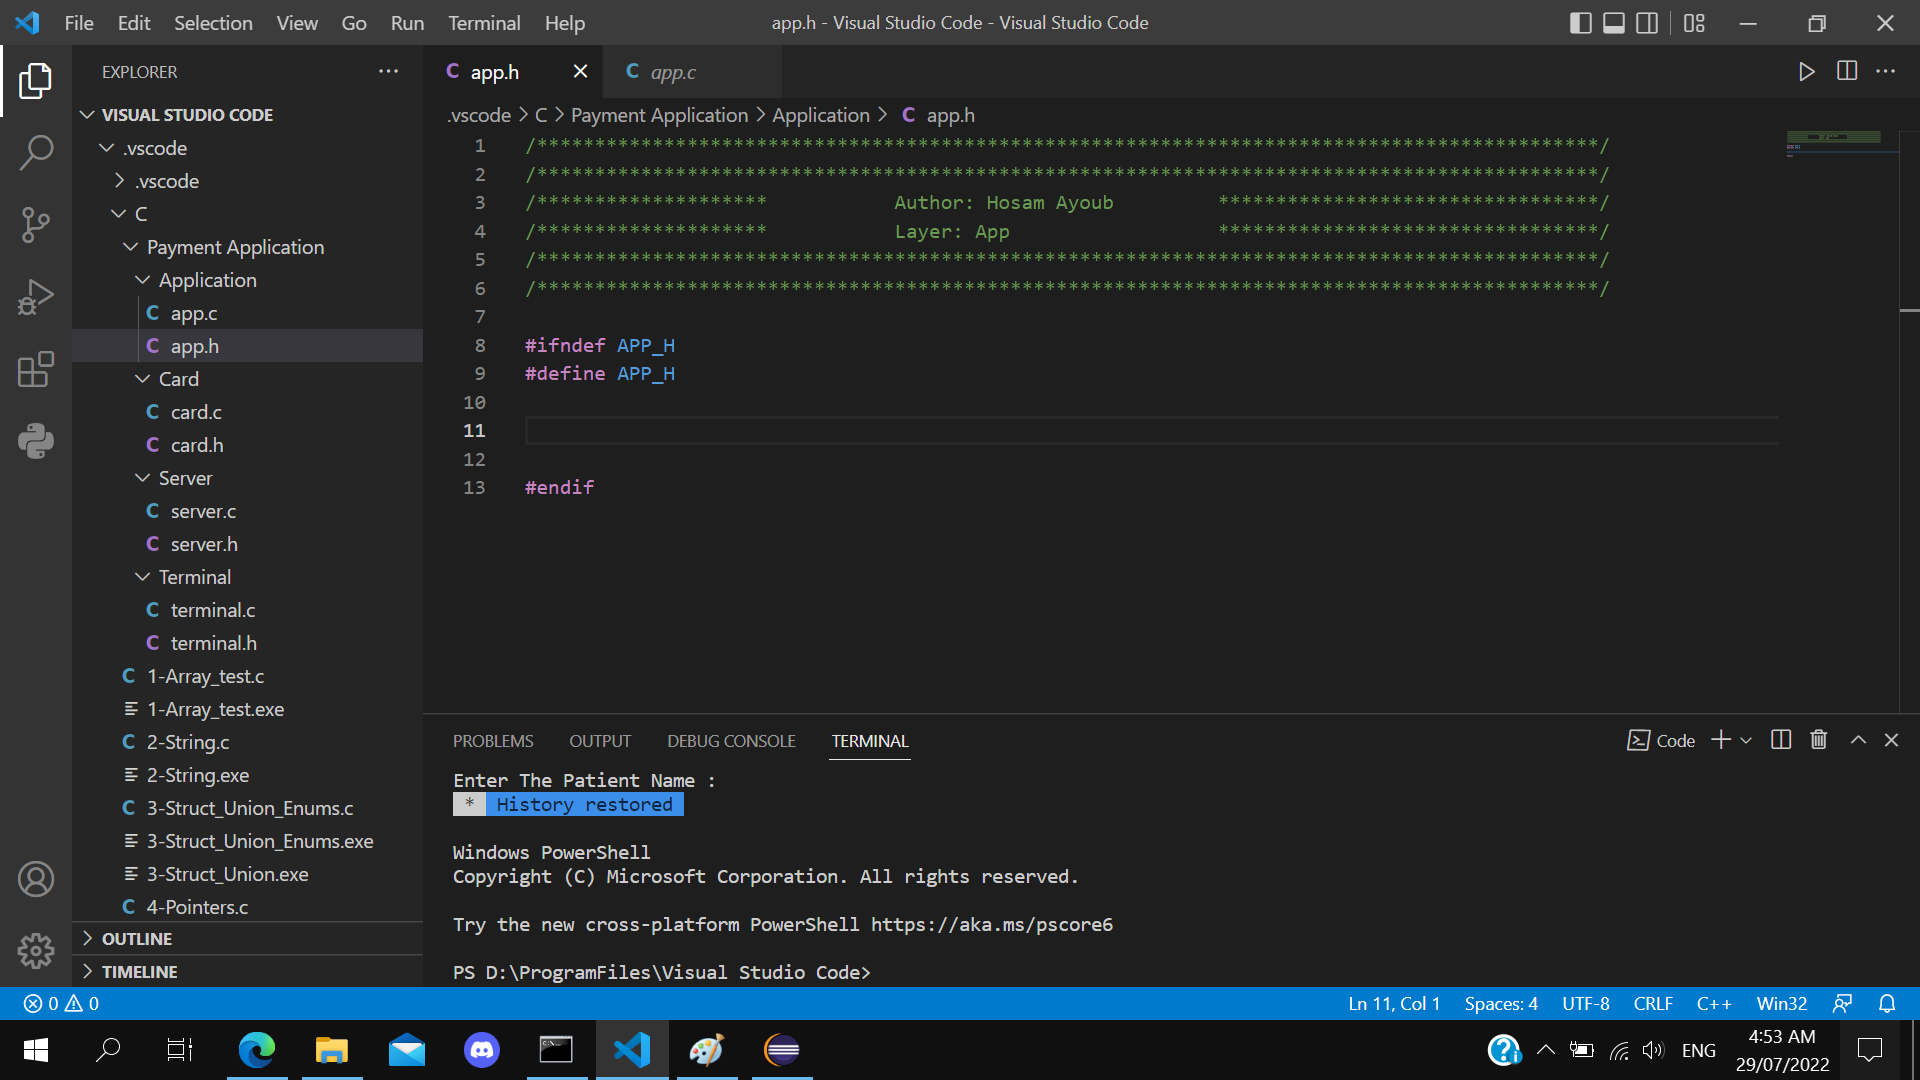 File Edit Selection View Go Run Terminal Help
app.h - Visual Studio Code - Visual Studio Code
EXPLORER
VISUAL STUDIO CODE
.vscode
.vscode
C
Payment Application
Application
C app.c
C app.h
Card
C card.c
C card.h
Server
C server.c
C server.h
Terminal
C terminal.c
C terminal.h
C 1-Array_test.c
1-Array_test.exe
C 2-String.c
2-String.exe
C 3-Struct_Union_Enums.c
3-Struct_Union_Enums.exe
3-Struct_Union.exe
C 4-Pointers.c
OUTLINE
TIMELINE
C app.h
C app.c
.vscode > C > Payment Application > Application > C app.h
1 /********************************************************************************************/
2 /********************************************************************************************/
3 /******************** Author: Hosam Ayoub *********************************/
4 /******************** Layer: App *********************************/
5 /********************************************************************************************/
6 /********************************************************************************************/
7
8 #ifndef APP_H
9 #define APP_H
10
11
12
13 #endif
PROBLEMS OUTPUT DEBUG CONSOLE TERMINAL
Code
Enter The Patient Name :
* History restored
Windows PowerShell
Copyright (C) Microsoft Corporation. All rights reserved.
Try the new cross-platform PowerShell https://aka.ms/pscore6
PS D:\ProgramFiles\Visual Studio Code>
0 0
Ln 11, Col 1 Spaces: 4 UTF-8 CRLF C++ Win32
ENG
4:53 AM
29/07/2022